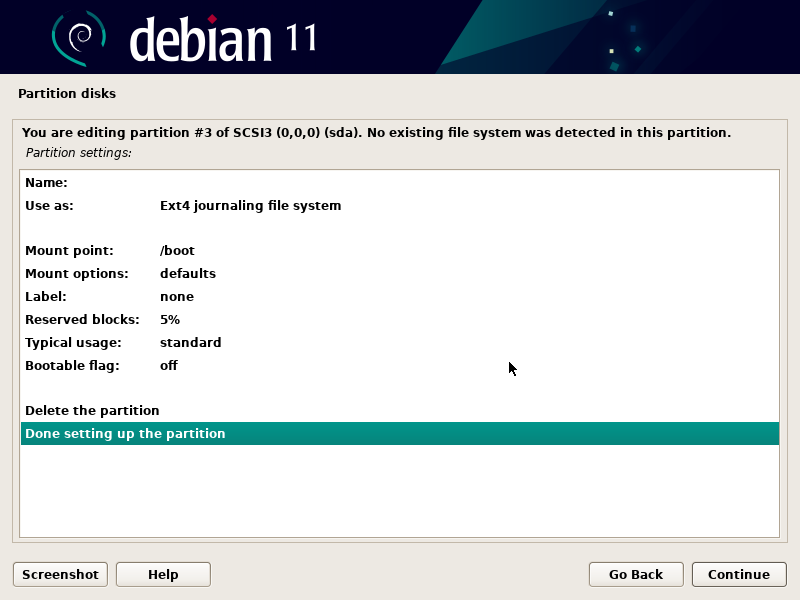 debian 11
Partition disks
You are editing partition #3 of SCSI3 (0,0,0) (sda). No existing file system was detected in this partition.
Partition settings:
Name:
Use as: Ext4 journaling file system
Mount point: /boot
Mount options: defaults
Label: none
Reserved blocks: 5%
Typical usage: standard
Bootable flag: off
Delete the partition
Done setting up the partition
Screenshot Help Go Back Continue